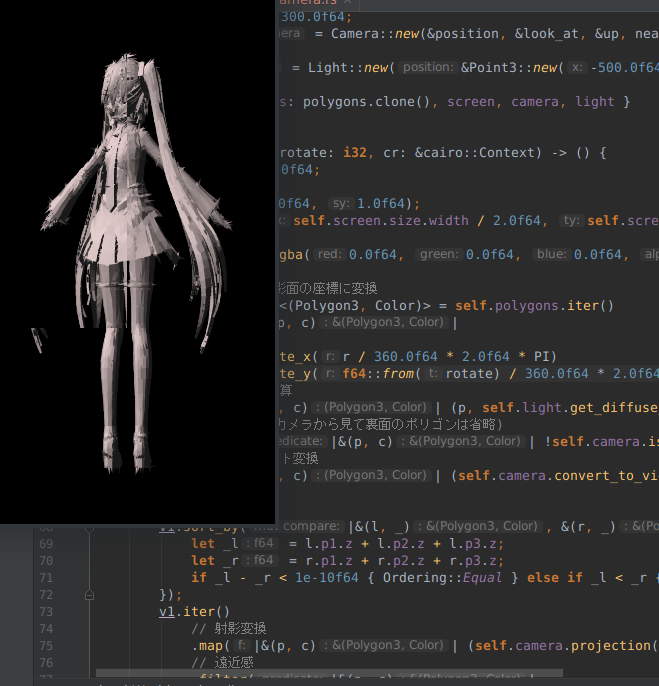 amera.rs ×
300.0f64;
era = Camera::new(&position, &look_at, &up, nea
= Light::new( position: &Point3::new( x: -500.0f64
s: polygons.clone(), screen, camera, light }
rotate: i32, cr: &cairo::Context) -> () {
.0f64;
0f64, sy: 1.0f64);
x: self.screen.size.width / 2.0f64, ty: self.scre
gba( red: 0.0f64, green: 0.0f64, blue: 0.0f64, alp
影面の座標に変換
<(Polygon3, Color)> = self.polygons.iter()
p, c) : &(Polygon3, Color) |
te_x( r: r / 360.0f64 * 2.0f64 * PI)
te_y( t: f64::from( t: rotate) / 360.0f64 * 2.0f64
算
, c) : (Polygon3, Color) | (p, self.light.get_diffuse
カメラから見て裏面のポリゴンは省略)
edicate: |&(p, c) : &(Polygon3, Color) | !self.camera.is
ト変換
, c) : (Polygon3, Color) | (self.camera.convert_to_vi
68 v1.sort_by( compare: |&(l, _) : &(Polygon3, Color) , &(r, _) : &(Po
69 let _l : f64 = l.p1.z + l.p2.z + l.p3.z;
70 let _r : f64 = r.p1.z + r.p2.z + r.p3.z;
71 if _l - _r < 1e-10f64 { Ordering::Equal } else if _l < _r {
72 });
73 v1.iter()
74 // 射影変換
75 .map( f: |&(p, c) : &(Polygon3, Color) | (self.camera.projection(
76 // 遠近感
77